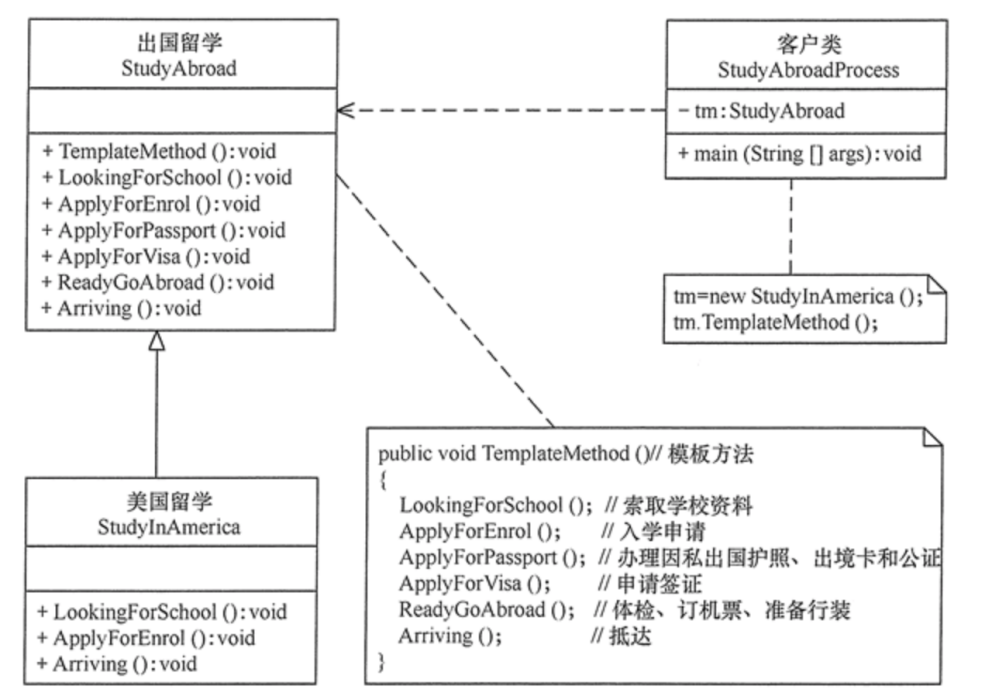 出国留学
StudyAbroad
+ TemplateMethod ():void
+ LookingForSchool ():void
+ ApplyForEnrol ():void
+ ApplyForPassport ():void
+ ApplyForVisa ():void
+ ReadyGoAbroad ():void
+ Arriving ():void
客户类
StudyAbroadProcess
- tm:StudyAbroad
+ main (String [] args):void
tm=new StudyInAmerica ();
tm.TemplateMethod ();
美国留学
StudyInAmerica
+ LookingForSchool ():void
+ ApplyForEnrol ():void
+ Arriving ():void
public void TemplateMethod ()// 模板方法
{
LookingForSchool (); // 索取学校资料
ApplyForEnrol (); // 入学申请
ApplyForPassport (); // 办理因私出国护照、出境卡和公证
ApplyForVisa (); // 申请签证
ReadyGoAbroad (); // 体检、订机票、准备行装
Arriving (); // 抵达
}